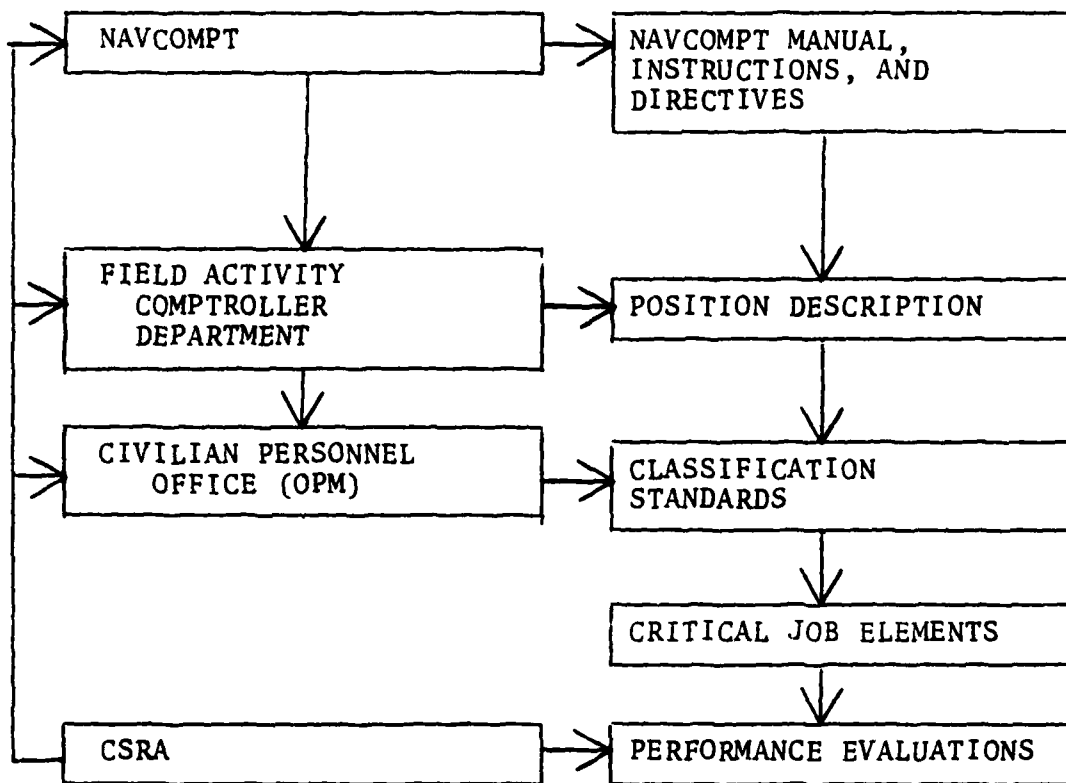 NAVCOMPT
NAVCOMPT MANUAL,
INSTRUCTIONS, AND
DIRECTIVES
FIELD ACTIVITY
COMPTROLLER
DEPARTMENT
POSITION DESCRIPTION
CIVILIAN PERSONNEL
OFFICE (OPM)
CLASSIFICATION
STANDARDS
CRITICAL JOB ELEMENTS
CSRA
PERFORMANCE EVALUATIONS